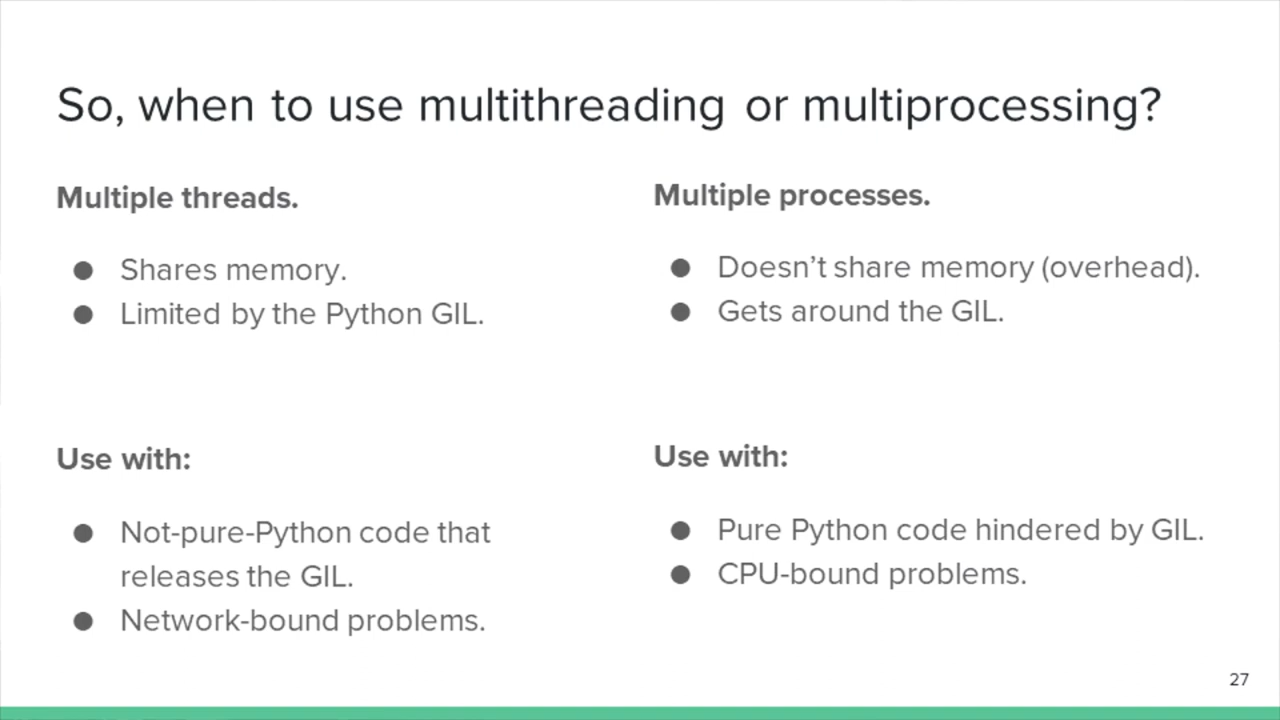 So, when to use multithreading or multiprocessing?
Multiple threads.
● Shares memory.
● Limited by the Python GIL.
Use with:
● Not-pure-Python code that
releases the GIL.
● Network-bound problems.
Multiple processes.
● Doesn't share memory (overhead).
● Gets around the GIL.
Use with:
● Pure Python code hindered by GIL.
● CPU-bound problems.
27